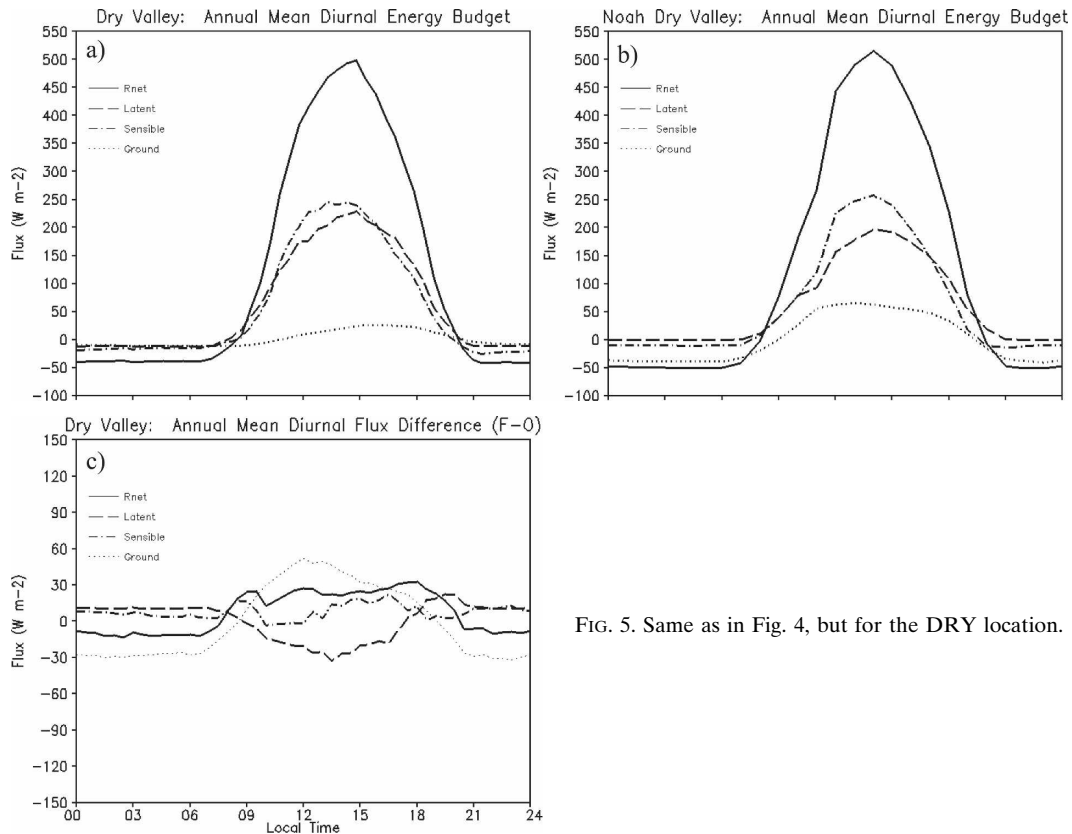 Dry Valley: Annual Mean Diurnal Energy Budget
550
500
450
400
350
300
250
200
150
100
50
0
-50
-100
Flux (W m-2)
a)
Rnet
Latent
Sensible
Ground
Noah Dry Valley: Annual Mean Diurnal Energy Budget
550
500
450
400
350
300
250
200
150
100
50
0
-50
-100
Flux (W m-2)
b)
Rnet
Latent
Sensible
Ground
Dry Valley: Annual Mean Diurnal Flux Difference (F-O)
150
120
90
60
30
0
-30
-60
-90
-120
-150
Flux (W m-2)
c)
Rnet
Latent
Sensible
Ground
00 03 06 09 12 15 18 21 24
Local Time
FIG. 5. Same as in Fig. 4, but for the DRY location.